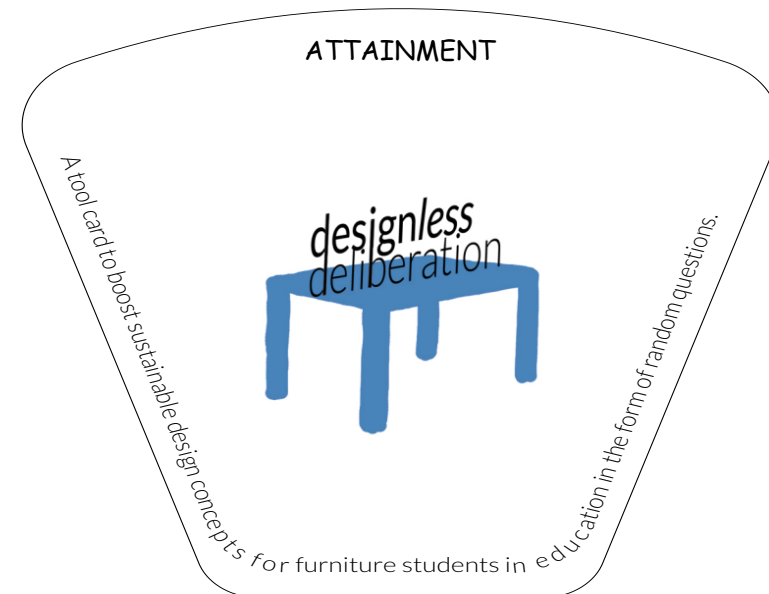 ATTAINMENT
designless
deliberation
A tool card to boost sustainable design concepts for furniture students in education in the form of random questions.